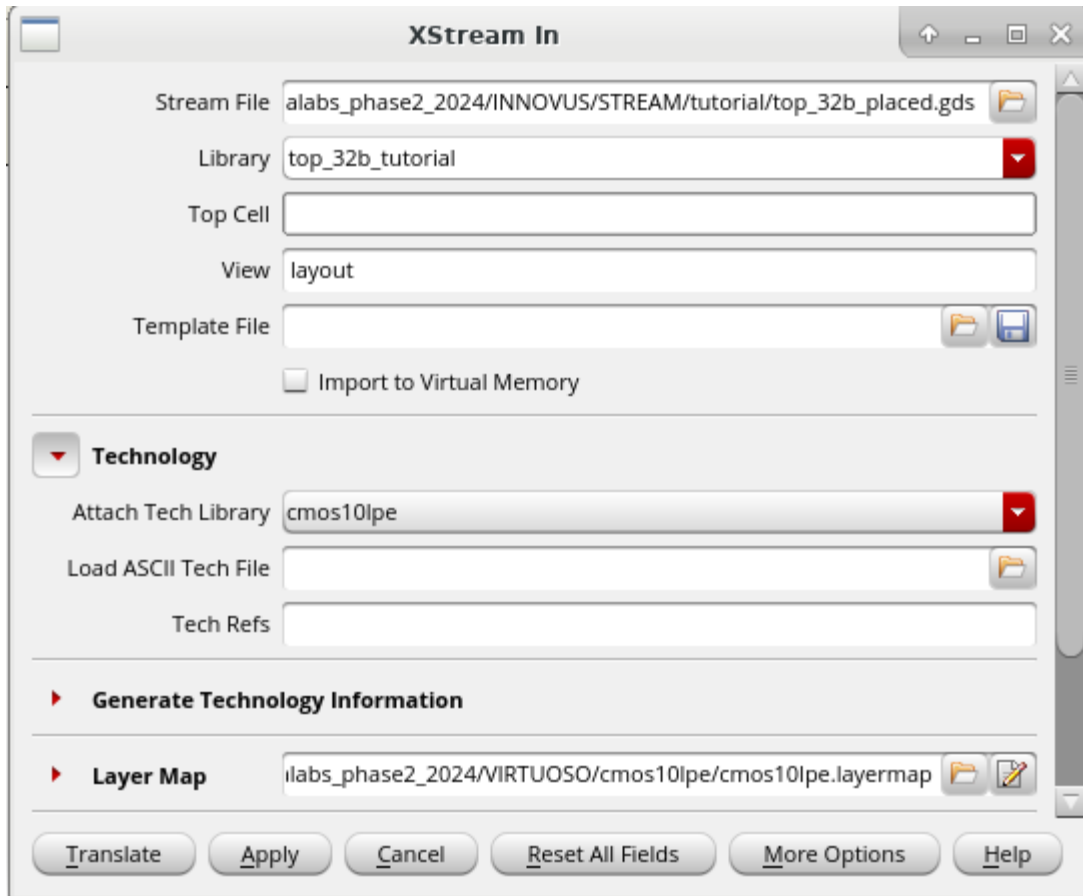 XStream In
Stream File alabs_phase2_2024/INNOVUS/STREAM/tutorial/top_32b_placed.gds
Library top_32b_tutorial
Top Cell
View layout
Template File
Import to Virtual Memory
Technology
Attach Tech Library cmos10lpe
Load ASCII Tech File
Tech Refs
Generate Technology Information
Layer Map labs_phase2_2024/VIRTUOSO/cmos10lpe/cmos10lpe.layermap
Translate Apply Cancel Reset All Fields More Options Help